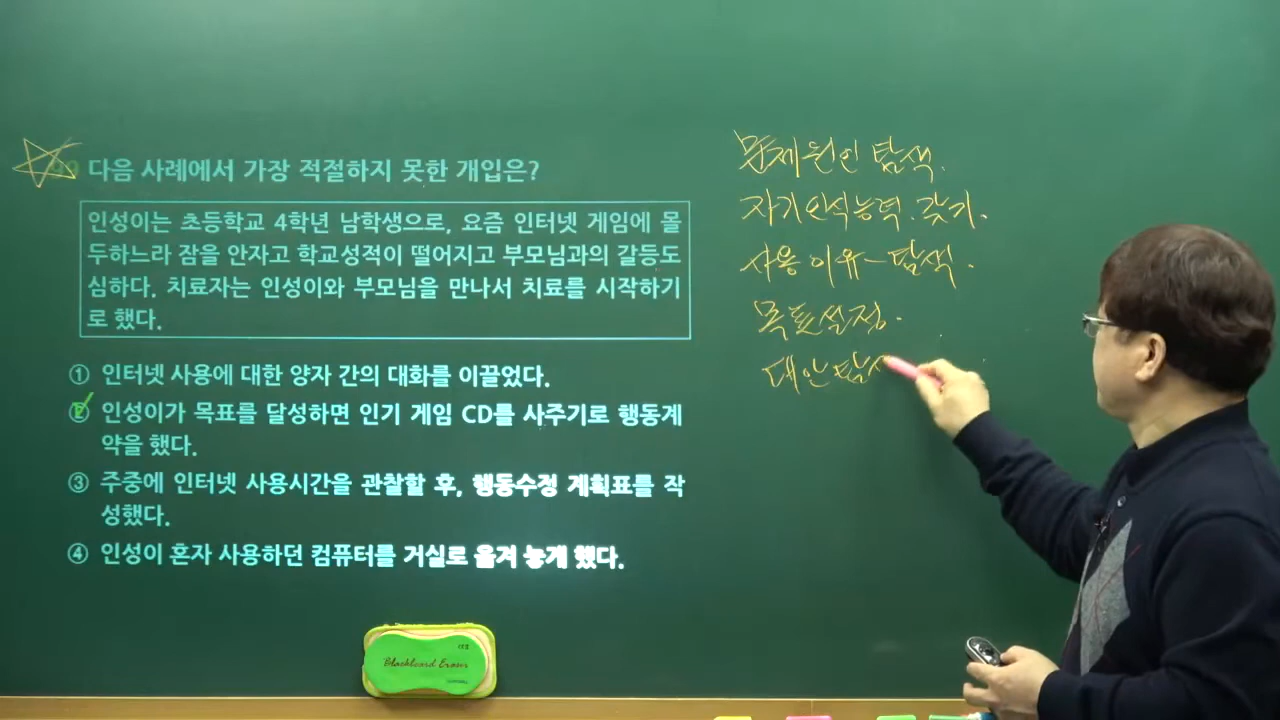 다음 사례에서 가장 적절하지 못한 개입은?
인성이는 초등학교 4학년 남학생으로, 요즘 인터넷 게임에 몰
두하느라 잠을 안자고 학교성적이 떨어지고 부모님과의 갈등도
심하다. 치료자는 인성이와 부모님을 만나서 치료를 시작하기
로 했다.
① 인터넷 사용에 대한 양자 간의 대화를 이끌었다.
② 인성이가 목표를 달성하면 인기 게임 CD를 사주기로 행동계
약을 했다.
③ 주중에 인터넷 사용시간을 관찰할 후, 행동수정 계획표를 작
성했다.
④ 인성이 혼자 사용하던 컴퓨터를 거실로 옮겨 놓게 했다.
문제원인 탐색.
자기인식능력. 갖기.
사용이유-탐색.
목표설정.
대안탐
Blackboard Eraser